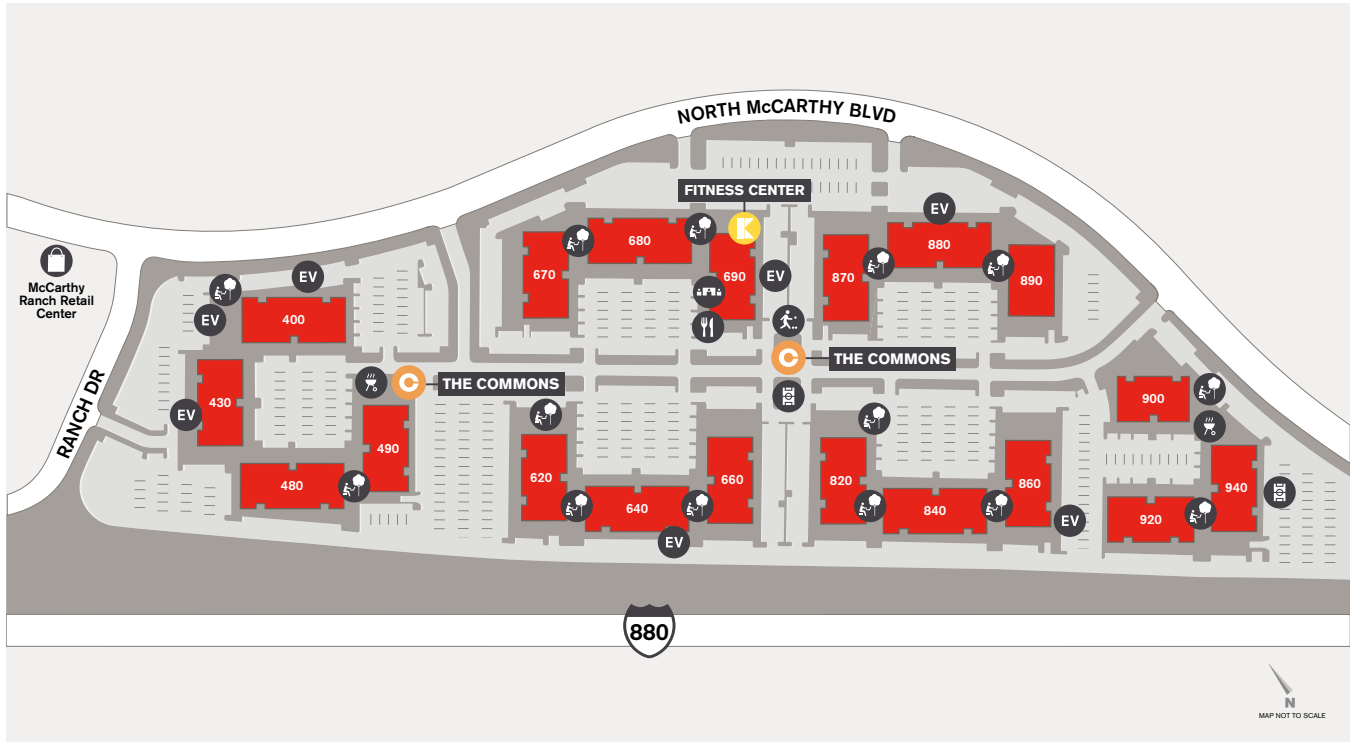 NORTH McCARTHY BLVD
FITNESS CENTER
EV
880
680
McCarthy
Ranch Retail
Center
EV
670
690
EV
870
890
EV
400
THE COMMONS
RANCH DR
THE COMMONS
430
EV
900
490
480
620
660
820
860
940
640
840
920
EV
EV
880
N
MAP NOT TO SCALE